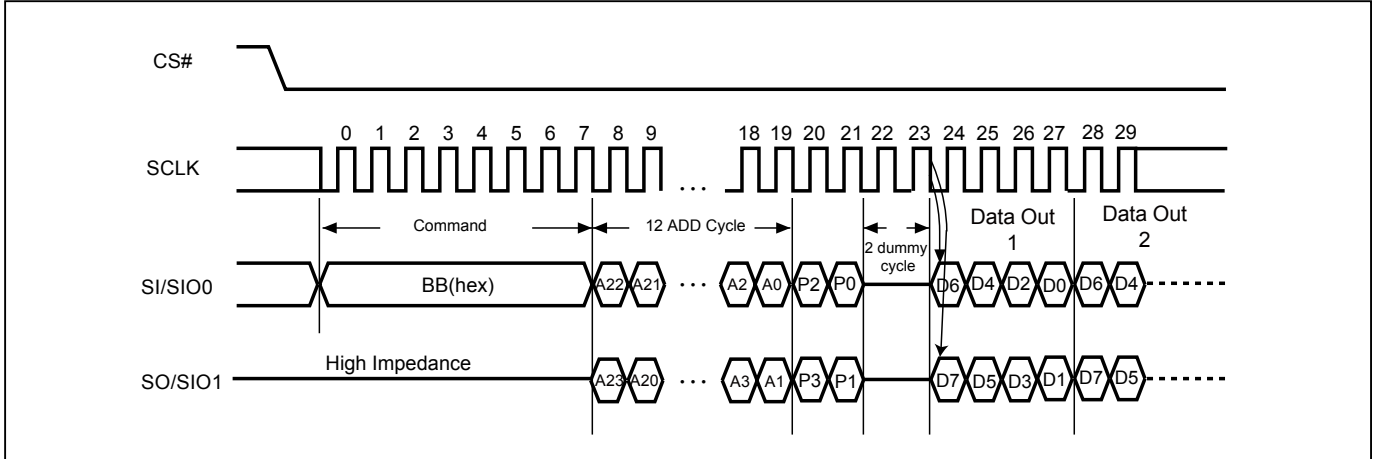 CS#
0 1 2 3 4 5 6 7 8 9 18 19 20 21 22 23 24 25 26 27 28 29
SCLK
...
Command
12 ADD Cycle
2 dummy
cycle
Data Out
1
Data Out
2
SI/SIO0
BB(hex)
A22 A21 ... A2 A0 P2 P0 D6 D4 D2 D0 D6 D4
High Impedance
SO/SIO1
A23 A20 ... A3 A1 P3 P1 D7 D5 D3 D1 D7 D5